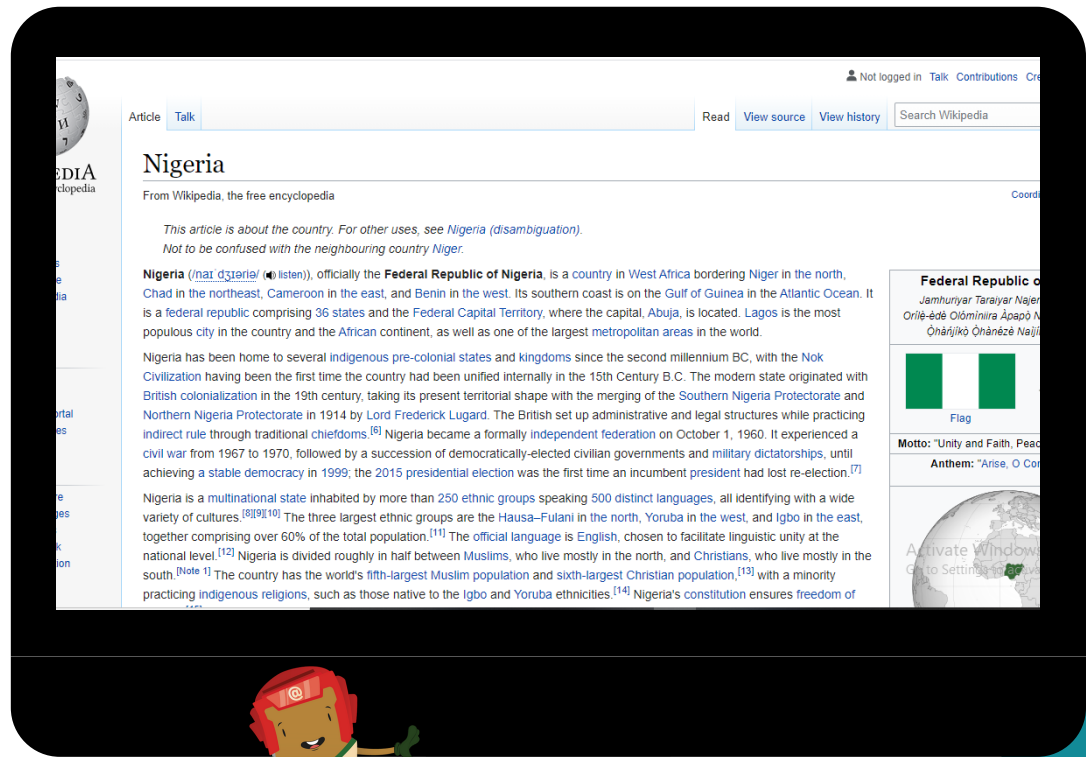 Not logged in Talk Contributions
Article Talk Read View source View history Search Wikipedia
Nigeria
From Wikipedia, the free encyclopedia
This article is about the country. For other uses, see Nigeria (disambiguation).
Not to be confused with the neighbouring country Niger.
Nigeria (/naɪˈdʒɪəriə/ (listen)), officially the Federal Republic of Nigeria, is a country in West Africa bordering Niger in the north,
Chad in the northeast, Cameroon in the east, and Benin in the west. Its southern coast is on the Gulf of Guinea in the Atlantic Ocean. It
is a federal republic comprising 36 states and the Federal Capital Territory, where the capital, Abuja, is located. Lagos is the most
populous city in the country and the African continent, as well as one of the largest metropolitan areas in the world.
Nigeria has been home to several indigenous pre-colonial states and kingdoms since the second millennium BC, with the Nok
Civilization having been the first time the country had been unified internally in the 15th Century B.C. The modern state originated with
British colonialization in the 19th century, taking its present territorial shape with the merging of the Southern Nigeria Protectorate and
Northern Nigeria Protectorate in 1914 by Lord Frederick Lugard. The British set up administrative and legal structures while practicing
indirect rule through traditional chiefdoms.[6] Nigeria became a formally independent federation on October 1, 1960. It experienced a
civil war from 1967 to 1970, followed by a succession of democratically-elected civilian governments and military dictatorships, until
achieving a stable democracy in 1999; the 2015 presidential election was the first time an incumbent president had lost re-election.[7]
Nigeria is a multinational state inhabited by more than 250 ethnic groups speaking 500 distinct languages, all identifying with a wide
variety of cultures.[8][9][10] The three largest ethnic groups are the Hausa–Fulani in the north, Yoruba in the west, and Igbo in the east,
together comprising over 60% of the total population.[11] The official language is English, chosen to facilitate linguistic unity at the
national level.[12] Nigeria is divided roughly in half between Muslims, who live mostly in the north, and Christians, who live mostly in the
south.[Note 1] The country has the world's fifth-largest Muslim population and sixth-largest Christian population,[13] with a minority
practicing indigenous religions, such as those native to the Igbo and Yoruba ethnicities.[14] Nigeria's constitution ensures freedom of
Federal Republic
Jamhuriyar Taraiyar
Orílẹ̀-èdè Olómìniira Àpapọ̀
Ọ̀hàńjíkọ̀ Ọ̀hànézè
Flag
Motto: "Unity and Faith,
Anthem: "Arise, O
Activate Windows
Go to Settings to
@